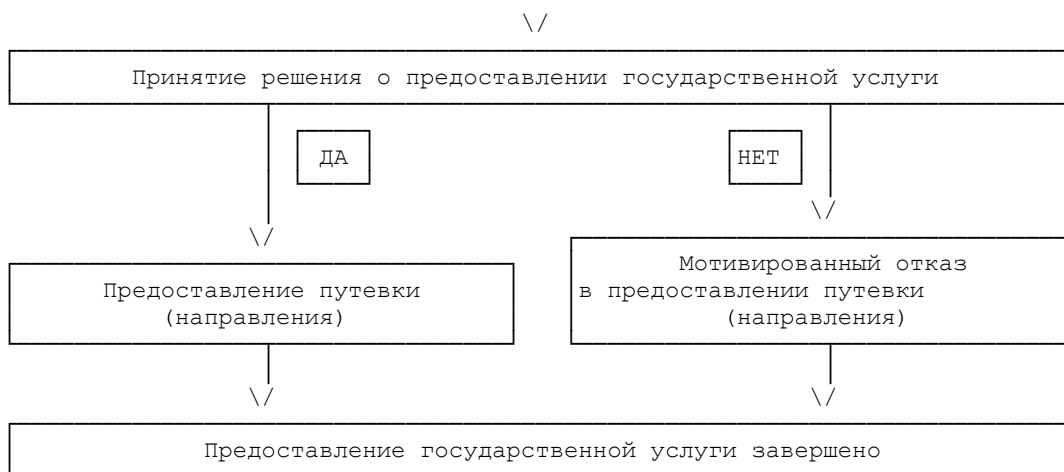 Принятие решения о предоставлении государственной услуги
ДА
НЕТ
Предоставление путевки
(направления)
Мотивированный отказ
в предоставлении путевки
(направления)
Предоставление государственной услуги завершено